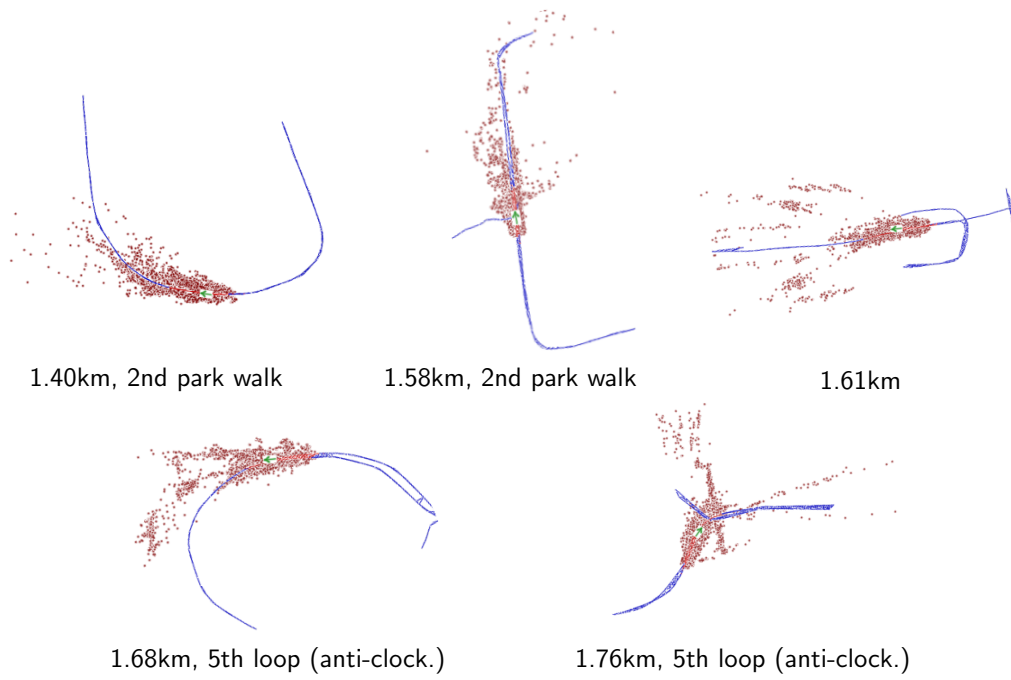 1.40km, 2nd park walk
1.58km, 2nd park walk
1.61km
1.68km, 5th loop (anti-clock.)
1.76km, 5th loop (anti-clock.)